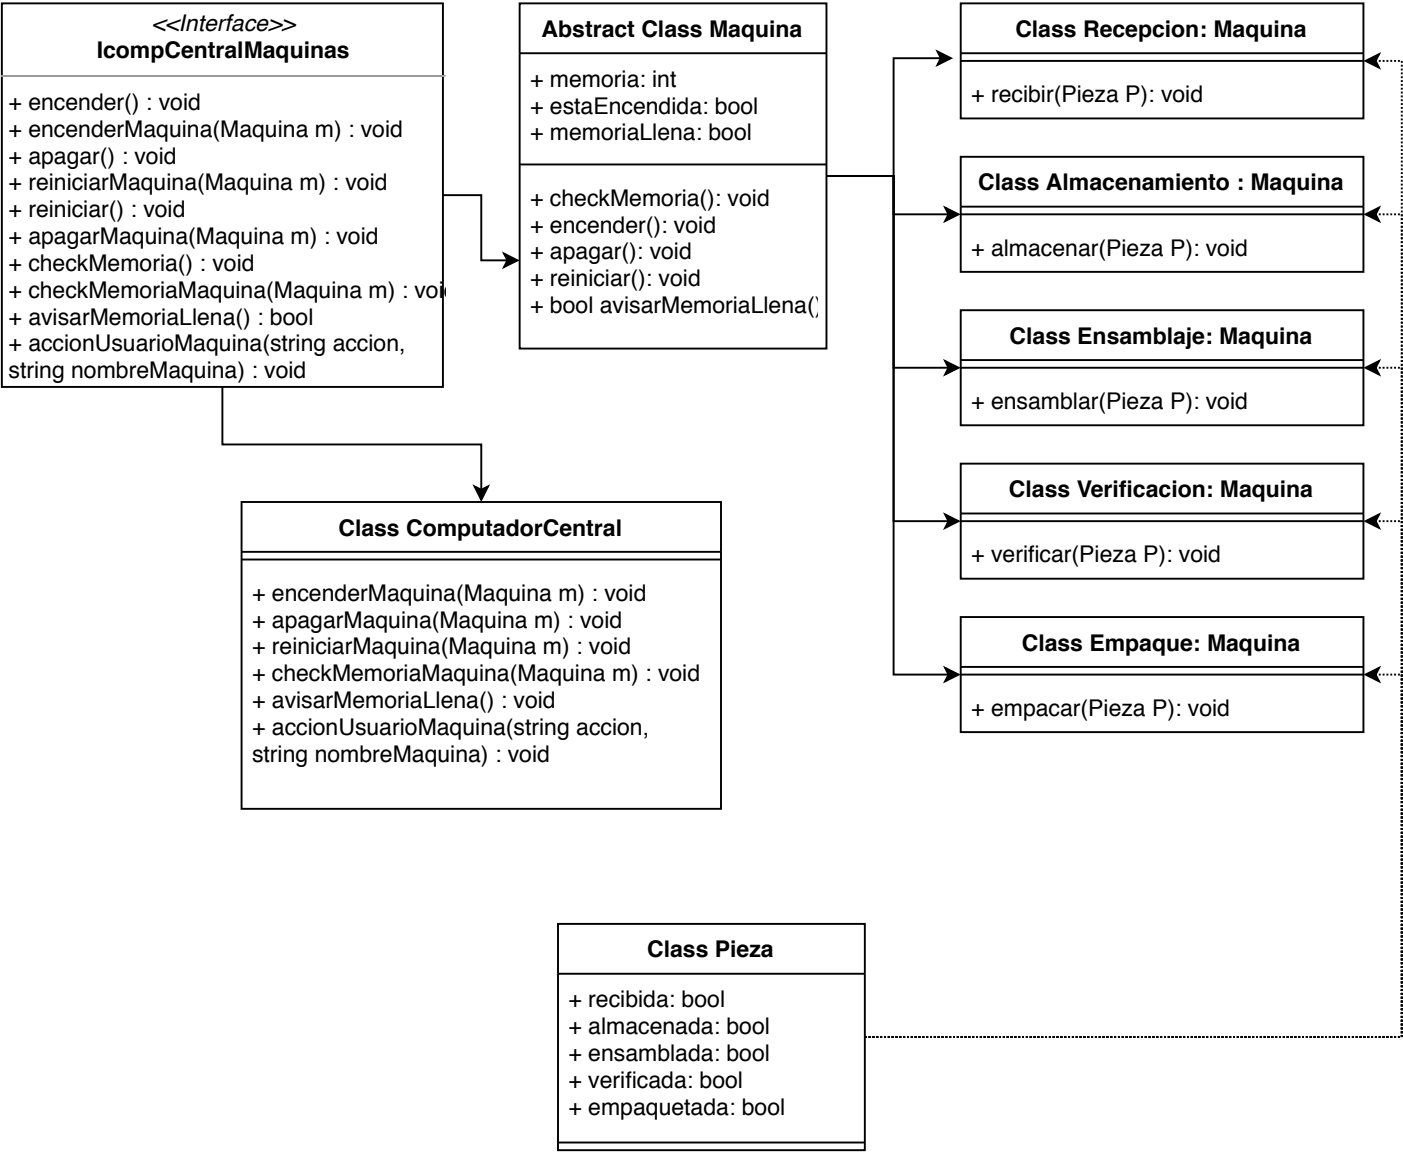 <<Interface>>
IcompCentralMaquinas
+ encender() : void
+ encenderMaquina(Maquina m) : void
+ apagar() : void
+ reiniciarMaquina(Maquina m) : void
+ reiniciar() : void
+ apagarMaquina(Maquina m) : void
+ checkMemoria() : void
+ checkMemoriaMaquina(Maquina m) : voi
+ avisarMemoriaLlena() : bool
+ accionUsuarioMaquina(string accion,
string nombreMaquina) : void
Abstract Class Maquina
+ memoria: int
+ estaEncendida: bool
+ memoriaLlena: bool
+ checkMemoria(): void
+ encender(): void
+ apagar(): void
+ reiniciar(): void
+ bool avisarMemoriaLlena()
Class Recepcion: Maquina
+ recibir(Pieza P): void
Class Almacenamiento : Maquina
+ almacenar(Pieza P): void
Class Ensamblaje: Maquina
+ ensamblar(Pieza P): void
Class Verificacion: Maquina
+ verificar(Pieza P): void
Class Empaque: Maquina
+ empacar(Pieza P): void
Class ComputadorCentral
+ encenderMaquina(Maquina m) : void
+ apagarMaquina(Maquina m) : void
+ reiniciarMaquina(Maquina m) : void
+ checkMemoriaMaquina(Maquina m) : void
+ avisarMemoriaLlena() : void
+ accionUsuarioMaquina(string accion,
string nombreMaquina) : void
Class Pieza
+ recibida: bool
+ almacenada: bool
+ ensamblada: bool
+ verificada: bool
+ empaquetada: bool